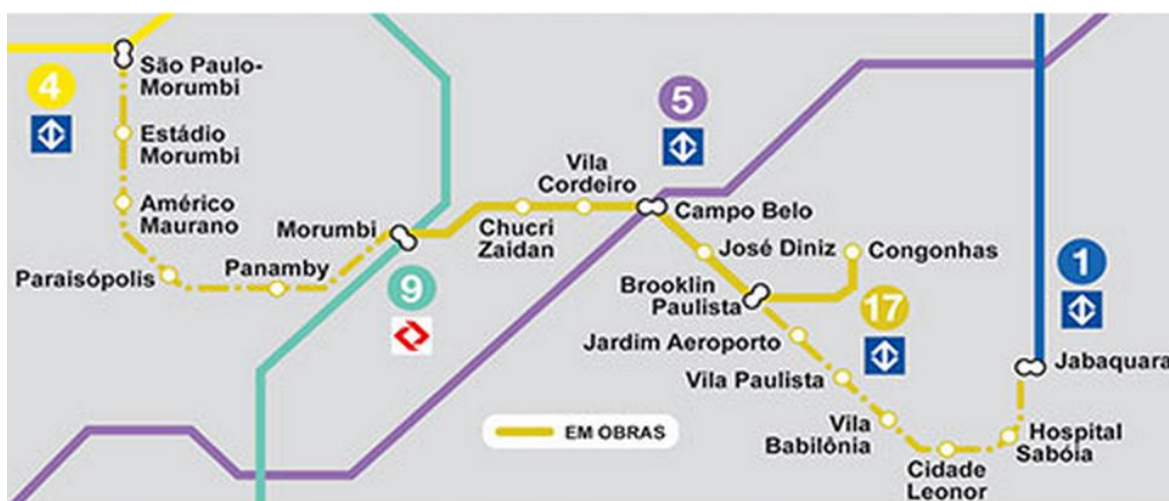 4
São Paulo-
Morumbi
Estádio
Morumbi
Américo
Maurano
Paraisópolis
Panamby
Morumbi
9
Chucri
Zaidan
Vila
Cordeiro
5
Campo Belo
José Diniz
Congonhas
Brooklin
Paulista
17
1
Jardim Aeroporto
Vila Paulista
Jabaquara
Vila
Babilônia
Cidade
Leonor
Hospital
Sabóia
EM OBRAS